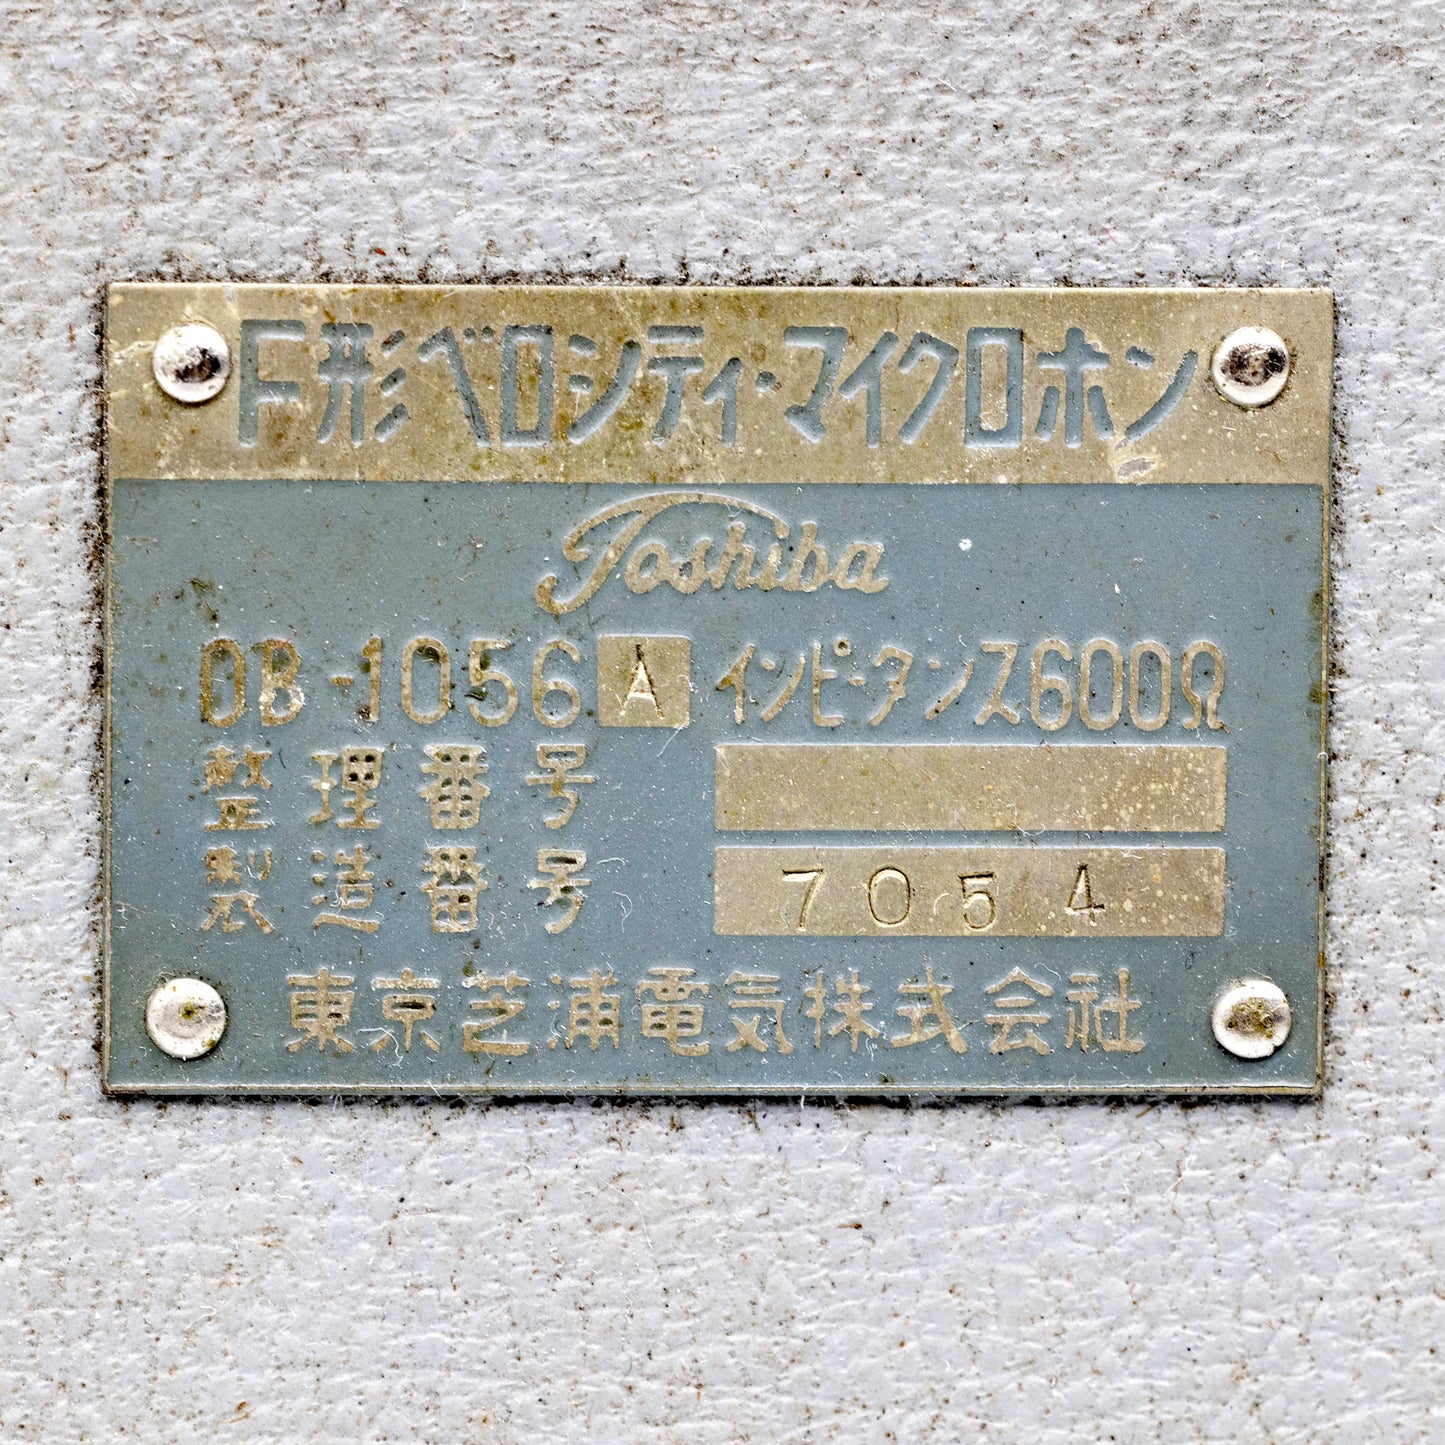 F形ベロシティ・マイクロホン
Toshiba
OB-1056A インピーダンス600Ω
整理番号
製造番号 7054
東京芝浦電気株式会社